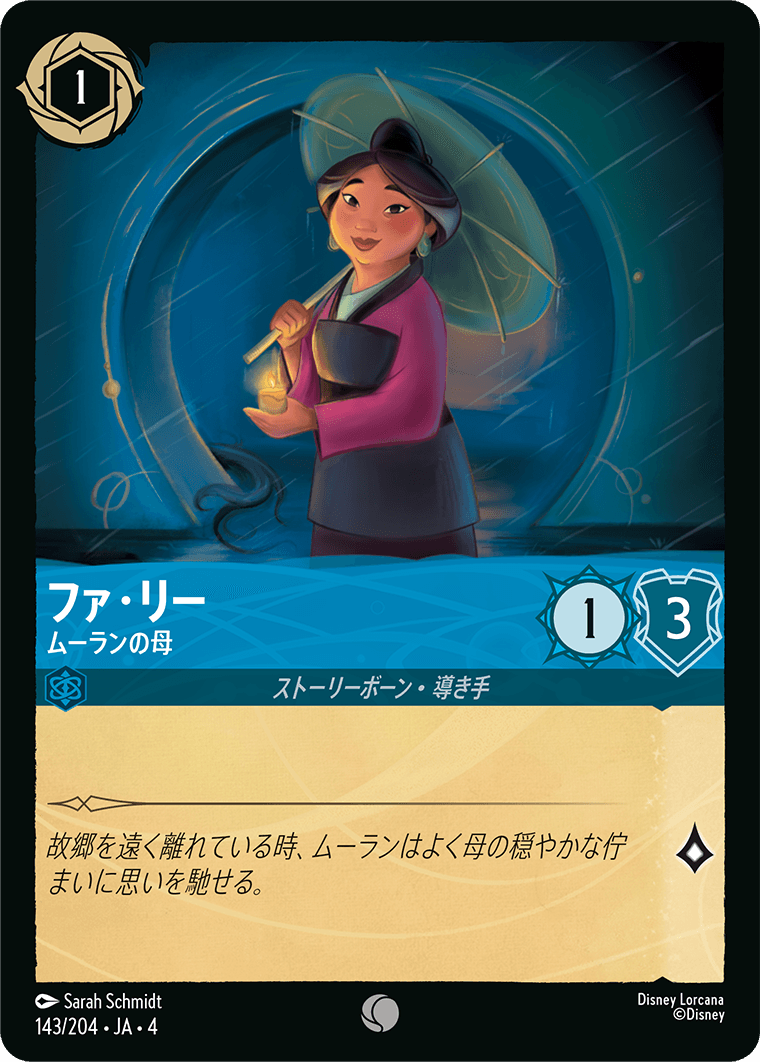 1
ファ・リー
ムーランの母
1
3
ストーリーボーン・導き手
故郷を遠く離れている時、ムーランはよく母の穏やかな佇
まいに思いを馳せる。
Sarah Schmidt
143/204・JA・4
Disney Lorcana
©Disney